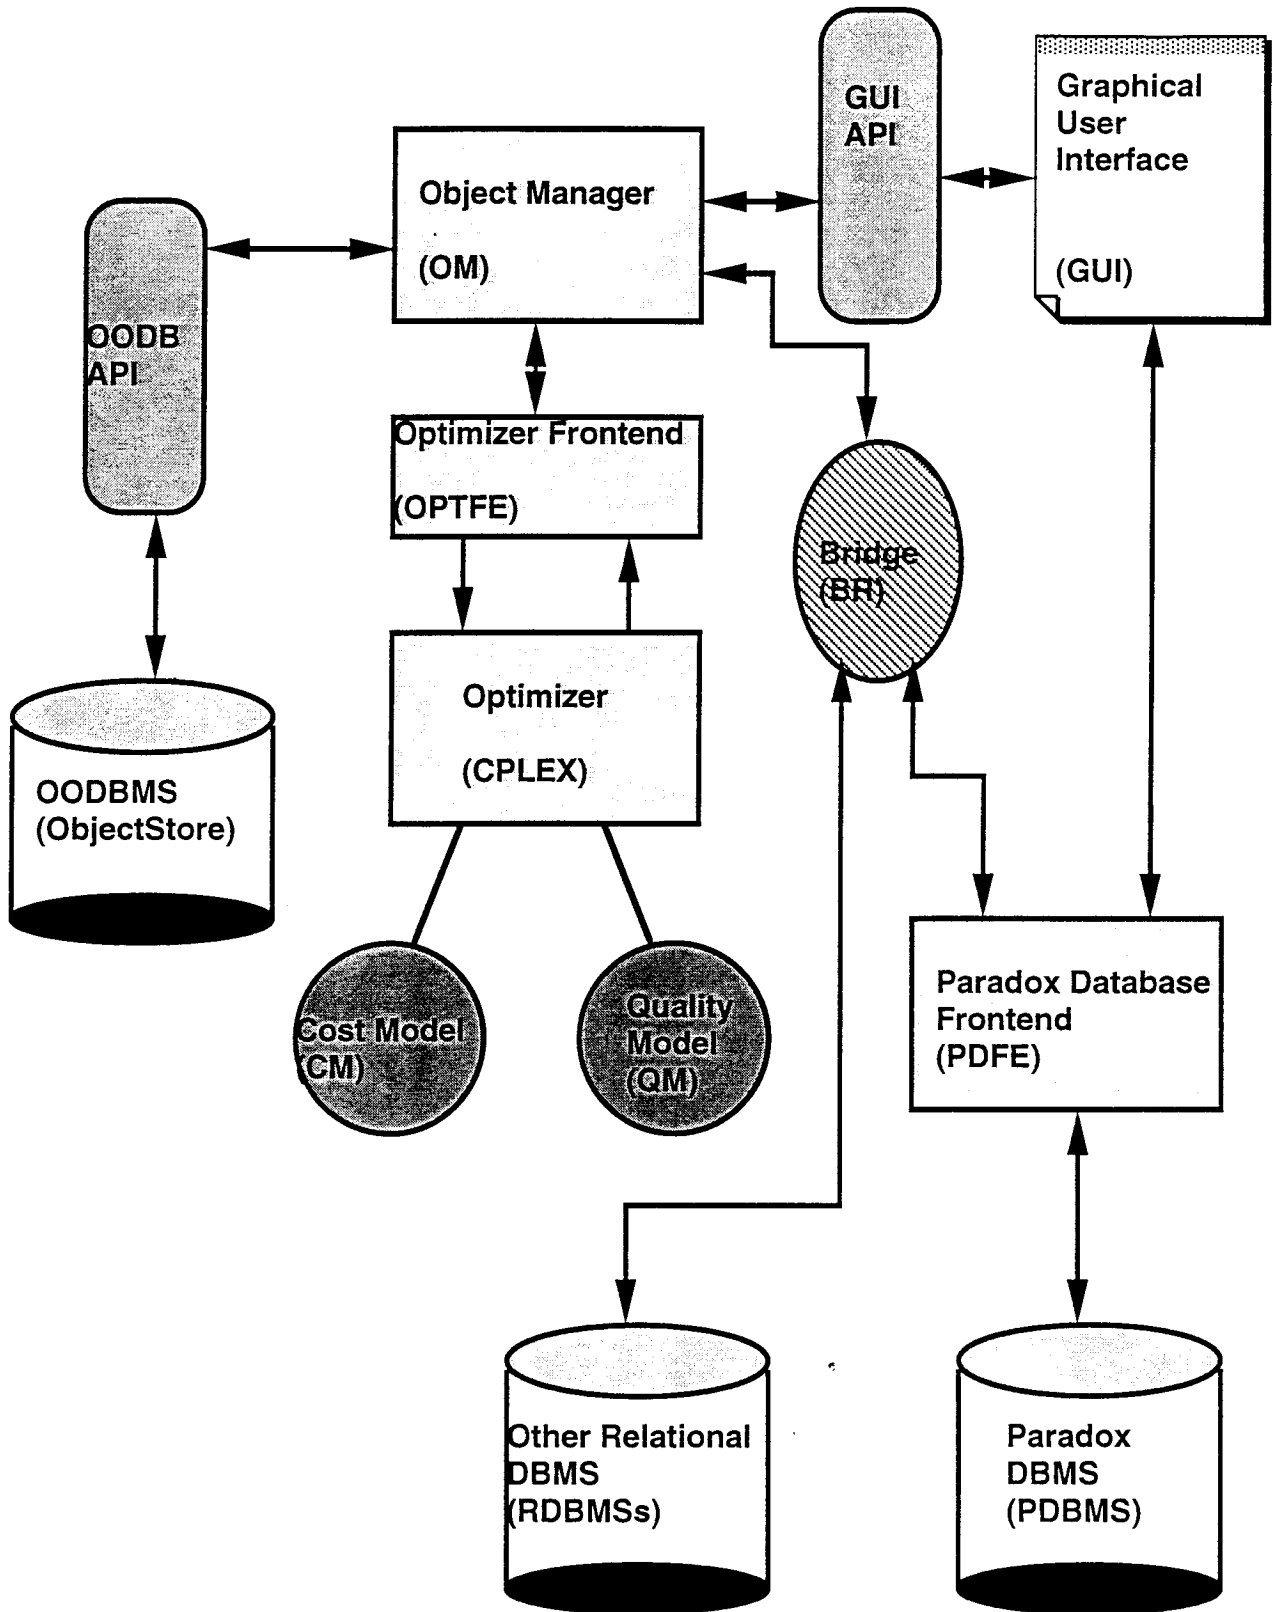 GUI
API
Graphical
User
Interface
(GUI)
Object Manager
(OM)
OODB
API
Optimizer Frontend
(OPTFE)
Bridge
(BR)
Optimizer
(CPLEX)
OODBMS
(ObjectStore)
Cost Model
(CM)
Quality
Model
(QM)
Paradox Database
Frontend
(PDFE)
Other Relational
DBMS
(RDBMSs)
Paradox
DBMS
(PDBMS)